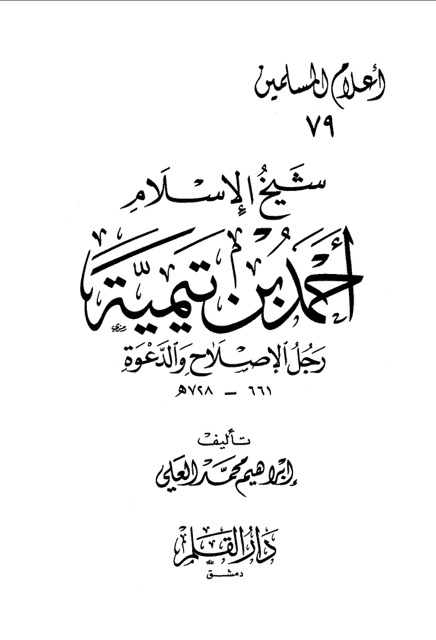 أعلام المسلمين
٧٩
شيخ الإسلام
أحمد بن تيمية
رجل الإصلاح والدعوة
٦٦١ – ٧٢٨هـ
تأليف
إبراهيم محمد العلي
دار القلم
دمشق